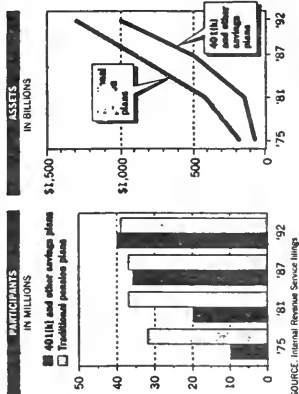 PARTICIPANTS
IN MILLIONS
401(k) and other savings plans
Traditional pension plans
50
40
30
20
10
0
'75
'81
'87
'92
SOURCE: Internal Revenue Service filings
ASSETS
IN BILLIONS
$1,500
$1,000
500
0
'75
'81
'87
'92
plans
401(k)
and other
savings
plans